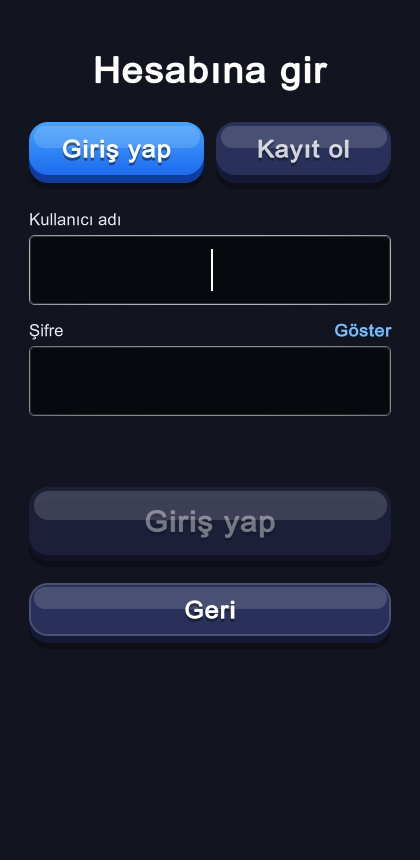 Hesabına gir
Giriş yap
Kayıt ol
Kullanıcı adı
Şifre
Göster
Giriş yap
Geri